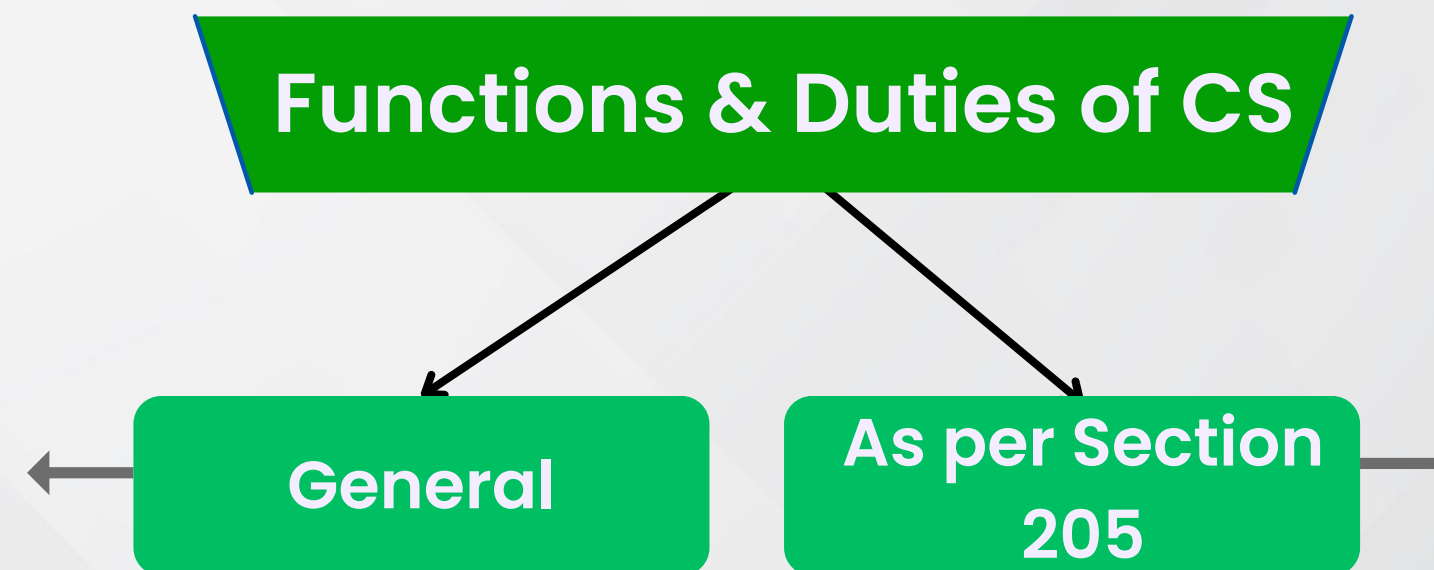 Functions & Duties of CS
General
As per Section
205